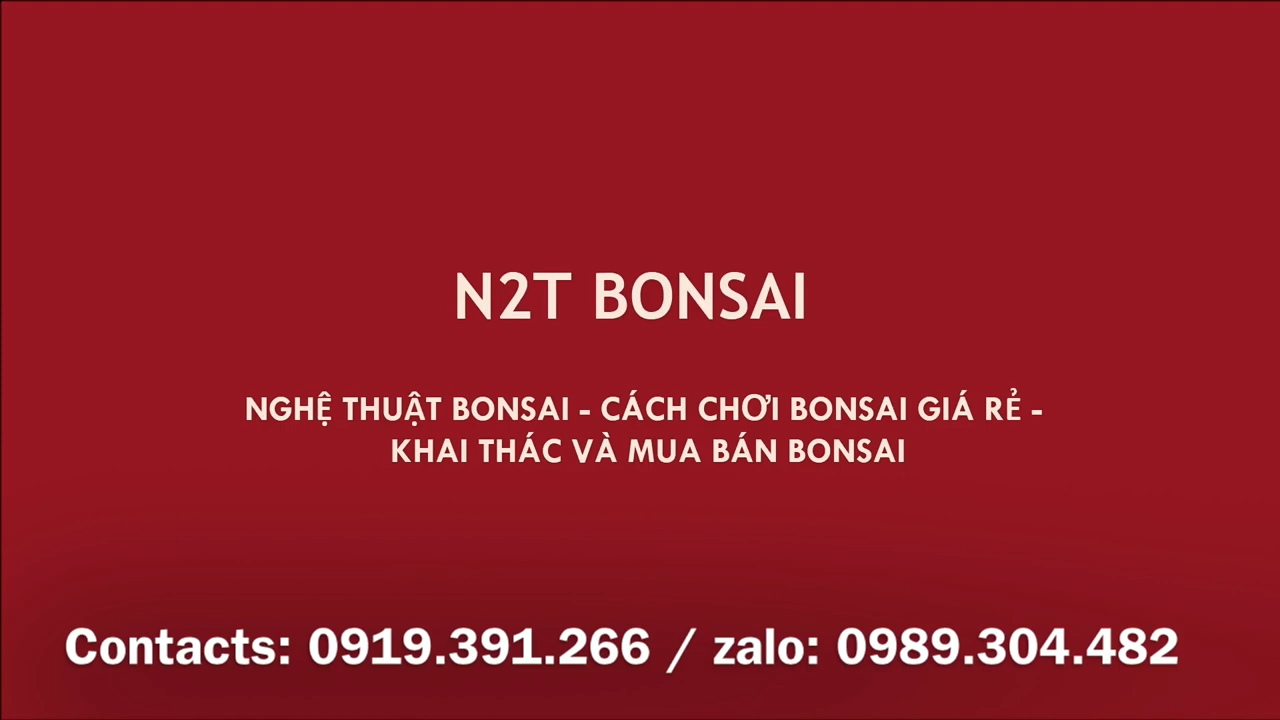 N2T BONSAI
NGHỆ THUẬT BONSAI - CÁCH CHƠI BONSAI GIÁ RẺ -
KHAI THÁC VÀ MUA BÁN BONSAI
Contacts: 0919.391.266 / zalo: 0989.304.482